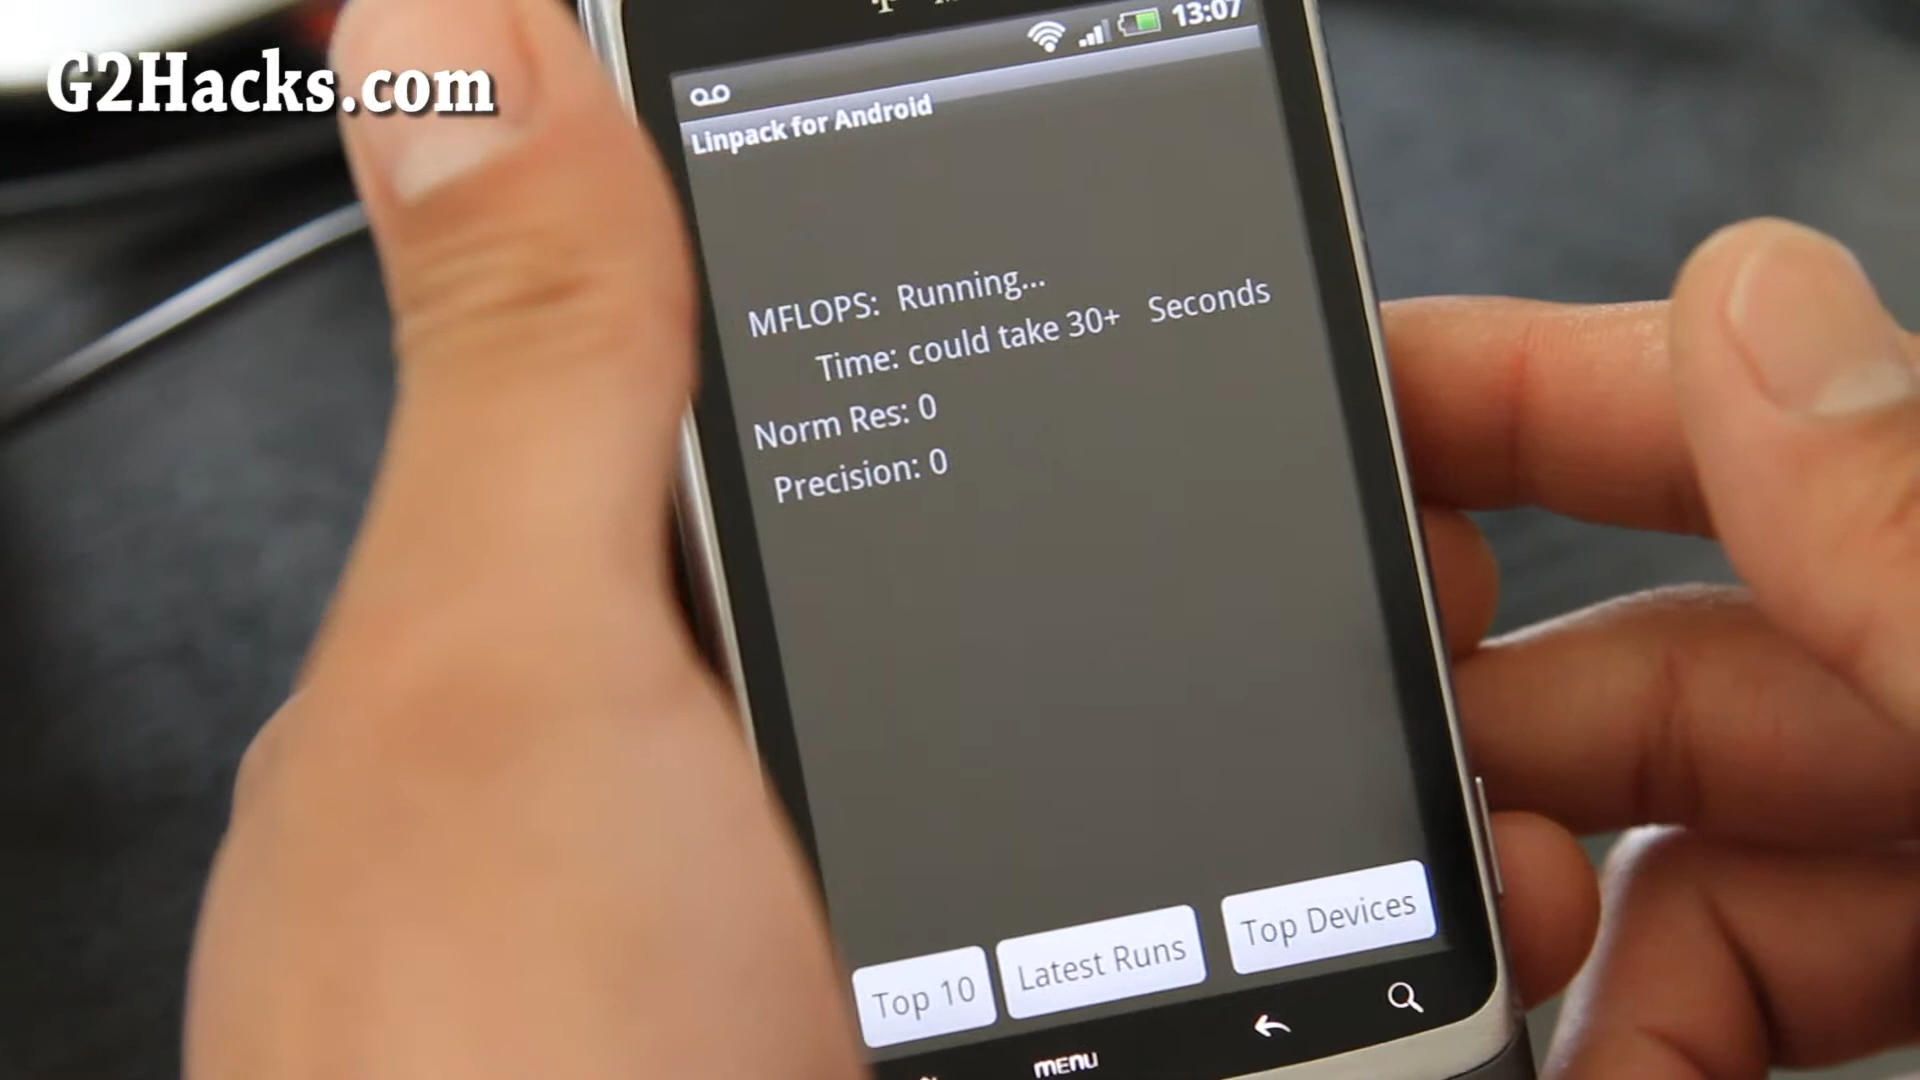 G2Hacks.com
13:07
Linpack for Android
MFLOPS: Running...
Time: could take 30+ Seconds
Norm Res: 0
Precision: 0
Top 10
Latest Runs
Top Devices
MENU